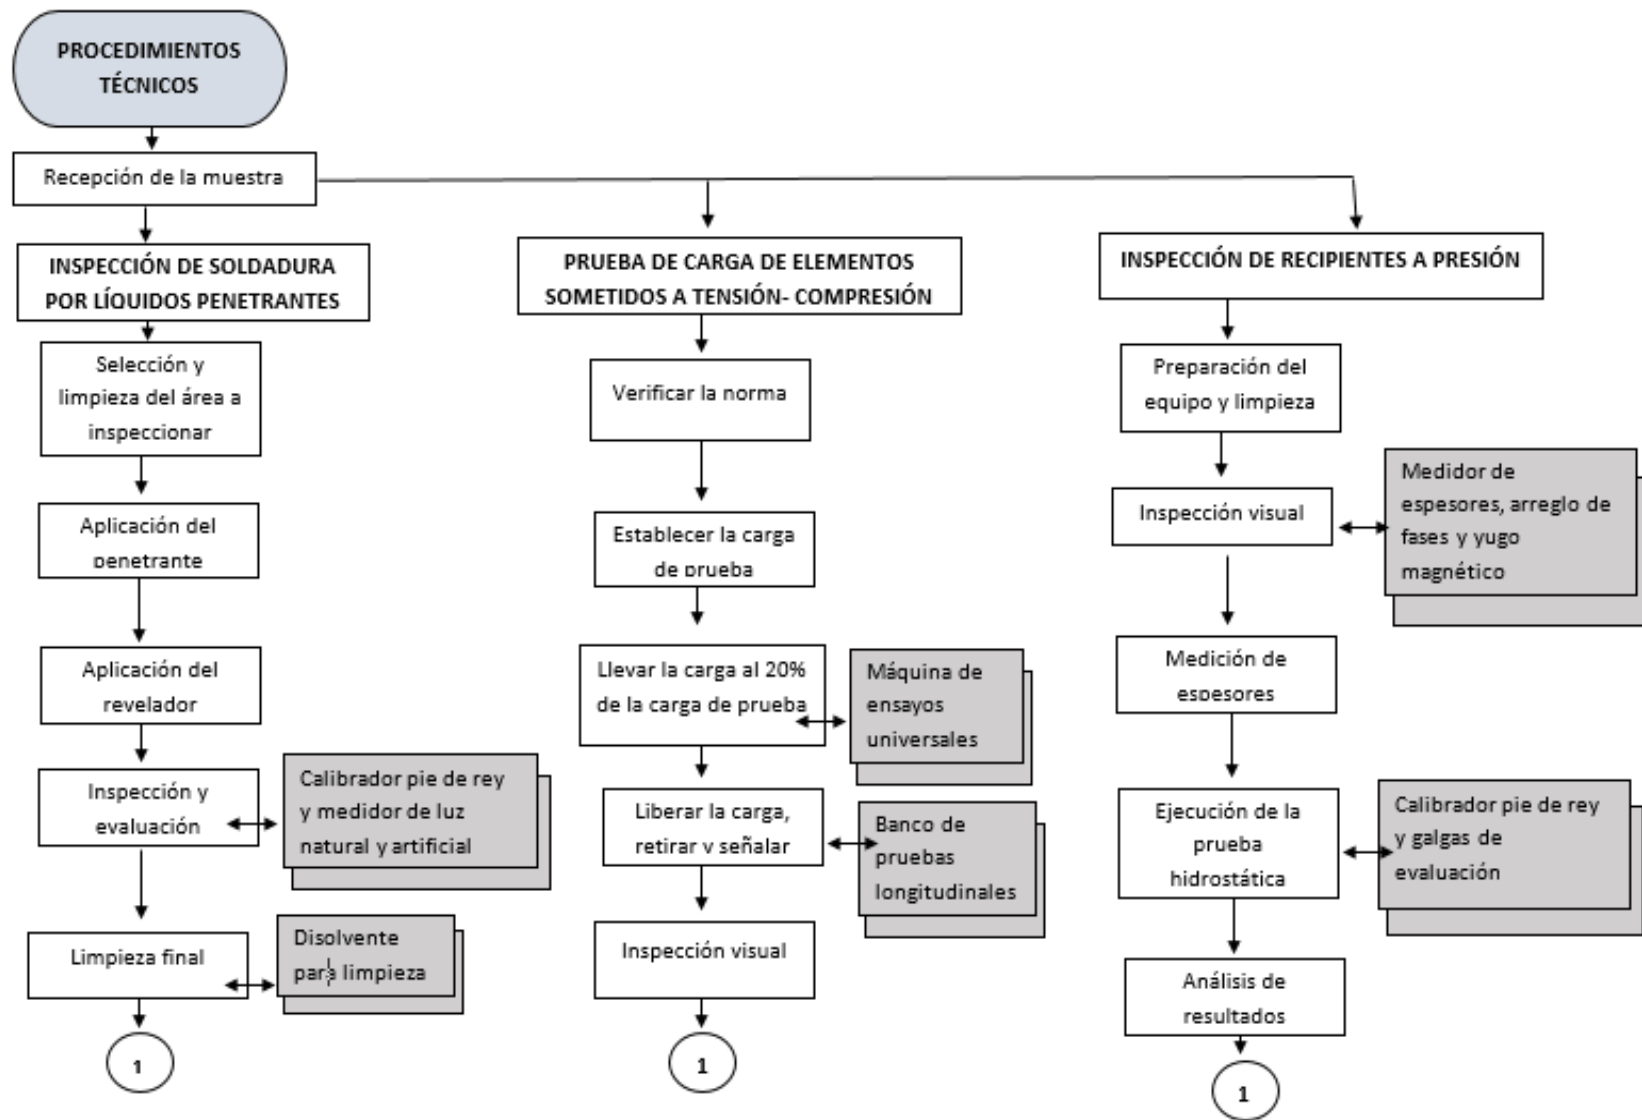 PROCEDIMIENTOS
TÉCNICOS
Recepción de la muestra
INSPECCIÓN DE SOLDADURA
POR LÍQUIDOS PENETRANTES
Selección y
limpieza del área a
inspeccionar
Aplicación del
penetrante
Aplicación del
revelador
Inspección y
evaluación
Calibrador pie de rey
y medidor de luz
natural y artificial
Limpieza final
Disolvente
para limpieza
1
PRUEBA DE CARGA DE ELEMENTOS
SOMETIDOS A TENSIÓN- COMPRESIÓN
Verificar la norma
Establecer la carga
de prueba
Llevar la carga al 20%
de la carga de prueba
Máquina de
ensayos
universales
Liberar la carga,
retirar y señalar
Banco de
pruebas
longitudinales
Inspección visual
1
INSPECCIÓN DE RECIPIENTES A PRESIÓN
Preparación del
equipo y limpieza
Inspección visual
Medidor de
espesores, arreglo de
fases y yugo
magnético
Medición de
espesores
Ejecución de la
prueba
hidrostática
Calibrador pie de rey
y galgas de
evaluación
Análisis de
resultados
1